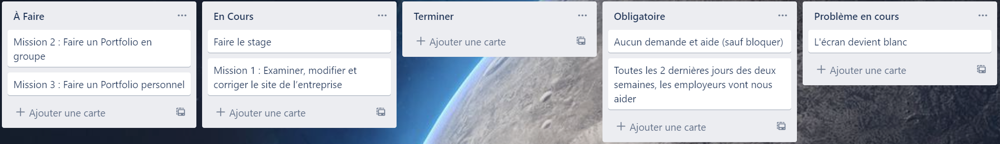 À Faire
Mission 2 : Faire un Portfolio en
groupe
Mission 3 : Faire un Portfolio personnel
Ajouter une carte
En Cours
Faire le stage
Mission 1 : Examiner, modifier et
corriger le site de l’entreprise
Ajouter une carte
Terminer
Ajouter une carte
Obligatoire
Aucun demande et aide (sauf bloquer)
Toutes les 2 dernières jours des deux
semaines, les employeurs vont nous
aider
Ajouter une carte
Problème en cours
L'écran devient blanc
Ajouter une carte